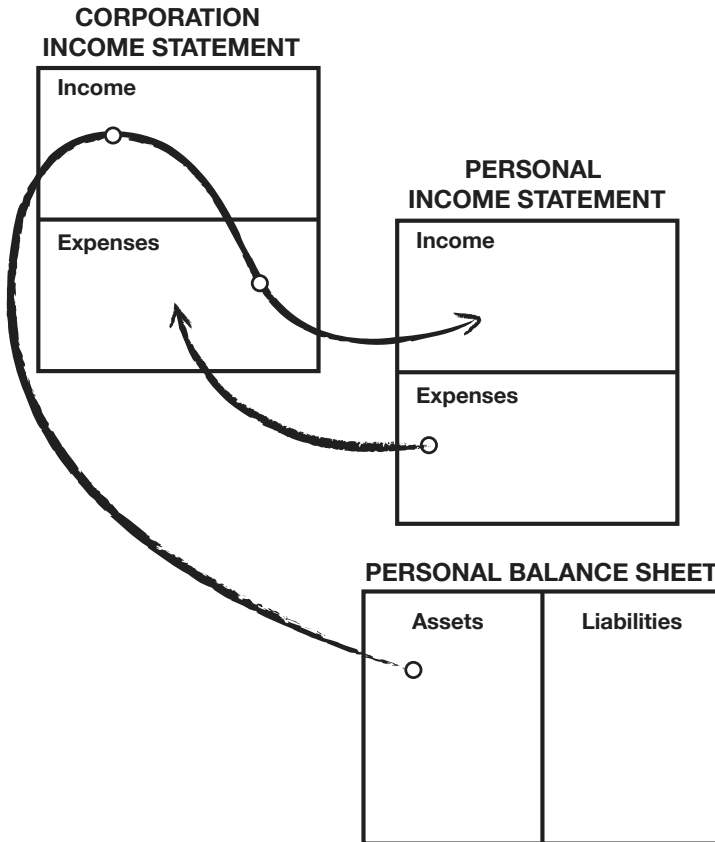 CORPORATION
INCOME STATEMENT
Income
Expenses
PERSONAL
INCOME STATEMENT
Income
Expenses
PERSONAL BALANCE SHEET
Assets
Liabilities